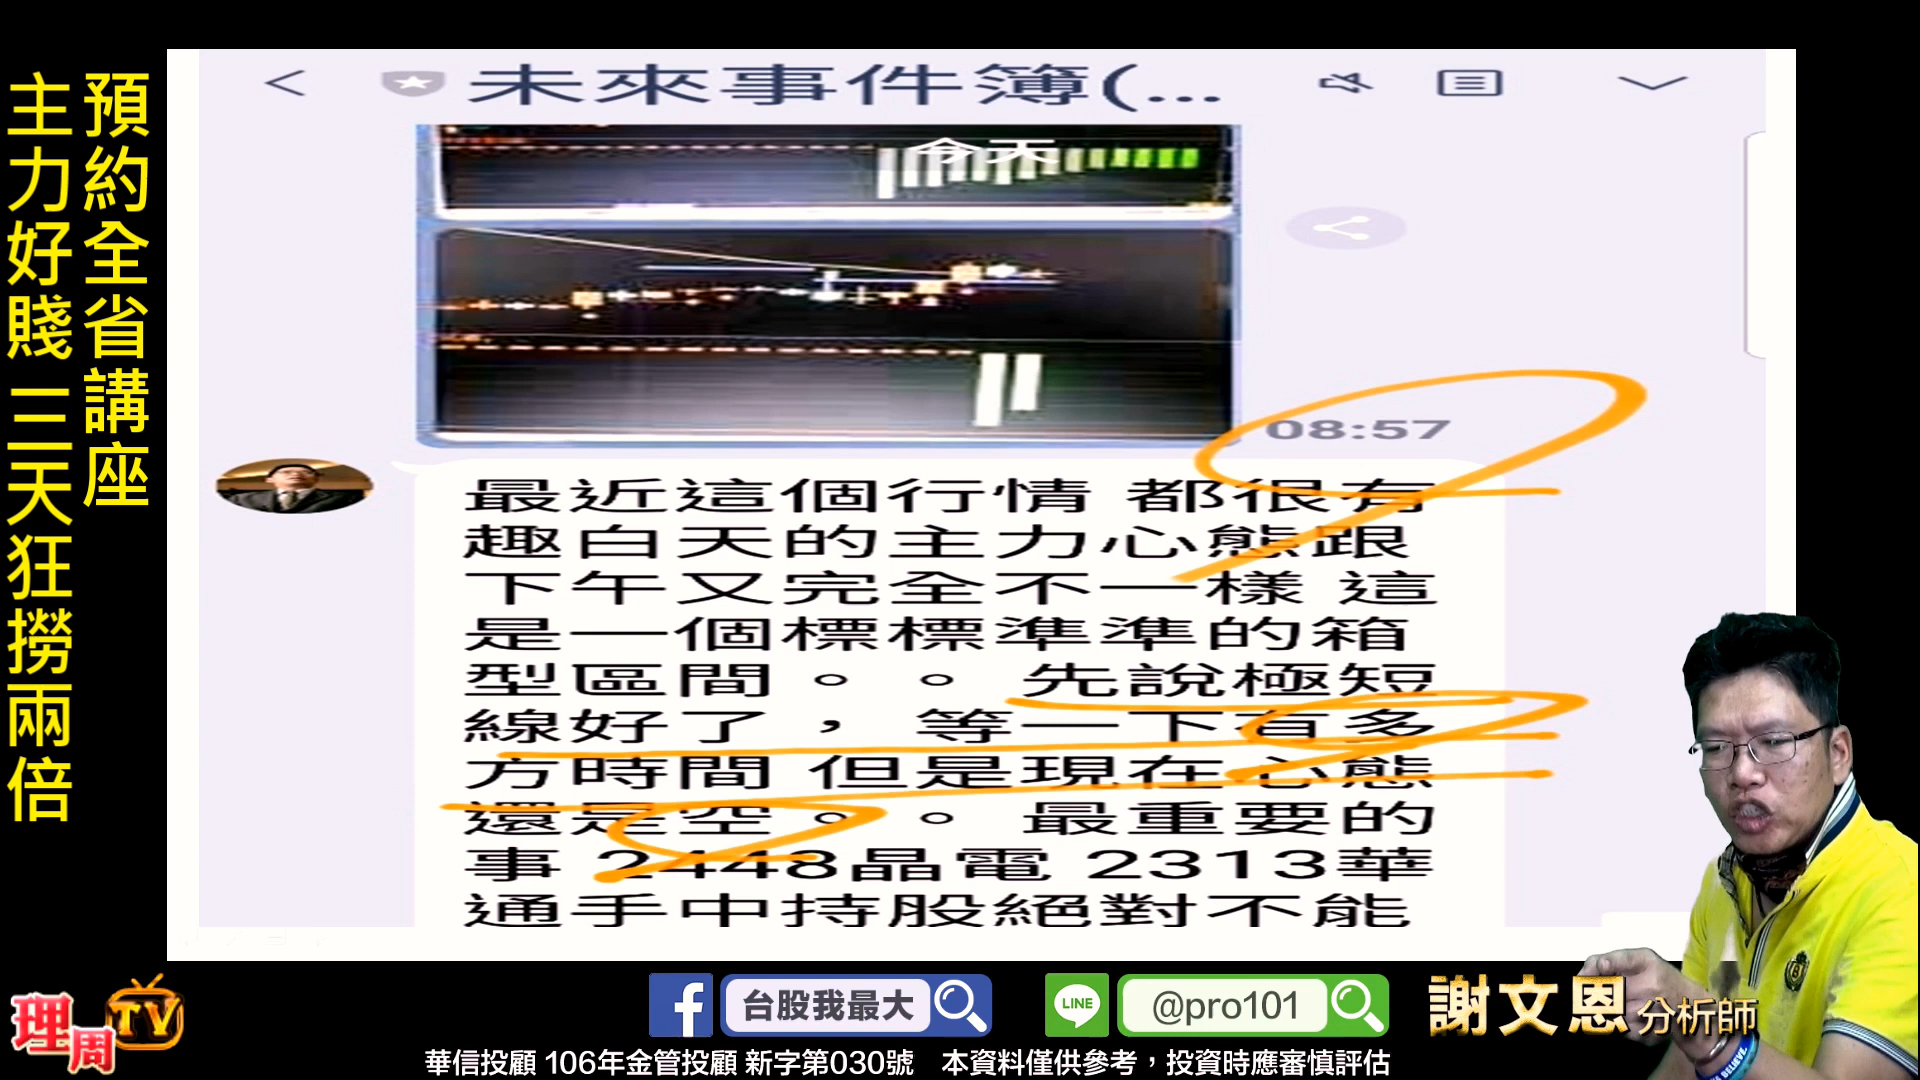 預約全省講座
主力好賤 三天狂撈兩倍
未來事件簿(...
今天
08:57
最近這個行情 都很有
趣白天的主力心態跟
下午又完全不一樣 這
是一個標標準準的箱
型區間。。先說極短
線好了，等一下有多
方時間 但是現在心態
還是空。。最重要的
事 2448晶電 2313華
通手中持股絕對不能
理周TV
台股我最大
LINE
@pro101
謝文恩 分析師
華信投顧 106年金管投顧 新字第030號 本資料僅供參考，投資時應審慎評估